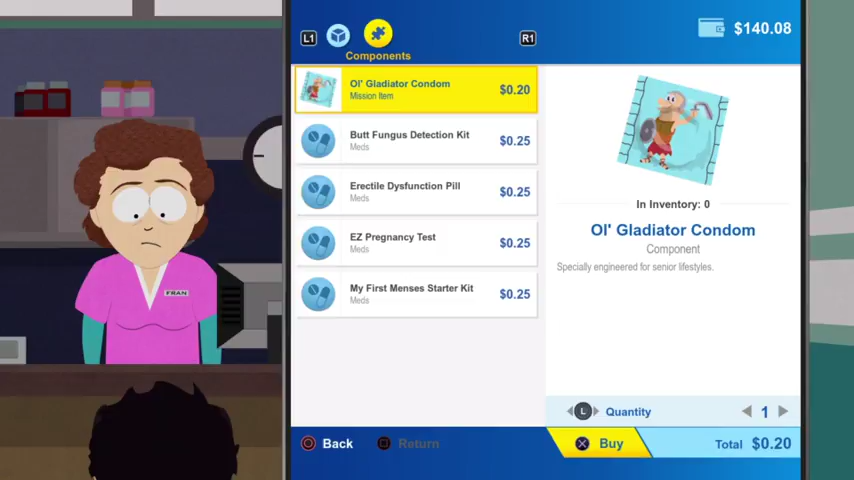 L1
R1
$140.08
Components
Ol' Gladiator Condom
Mission Item
$0.20
Butt Fungus Detection Kit
Meds
$0.25
Erectile Dysfunction Pill
Meds
$0.25
EZ Pregnancy Test
Meds
$0.25
My First Menses Starter Kit
Meds
$0.25
In Inventory: 0
Ol' Gladiator Condom
Component
Specially engineered for senior lifestyles.
FRAN
L Quantity
1
Back
Return
Buy
Total $0.20